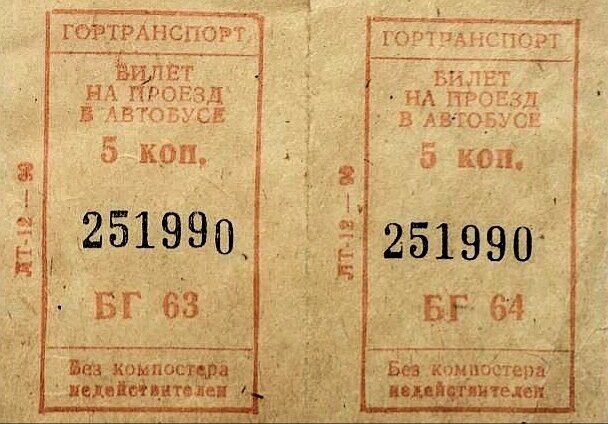 ГОРТРАНСПОРТ
БИЛЕТ
НА ПРОЕЗД
В АВТОБУСЕ
5 коп.
251990
БГ 63
Без компостера
недействителен
ЛТ-12 — 90
ГОРТРАНСПОРТ
БИЛЕТ
НА ПРОЕЗД
В АВТОБУСЕ
5 коп.
251990
БГ 64
Без компостера
недействителен
ЛТ-12 — 90